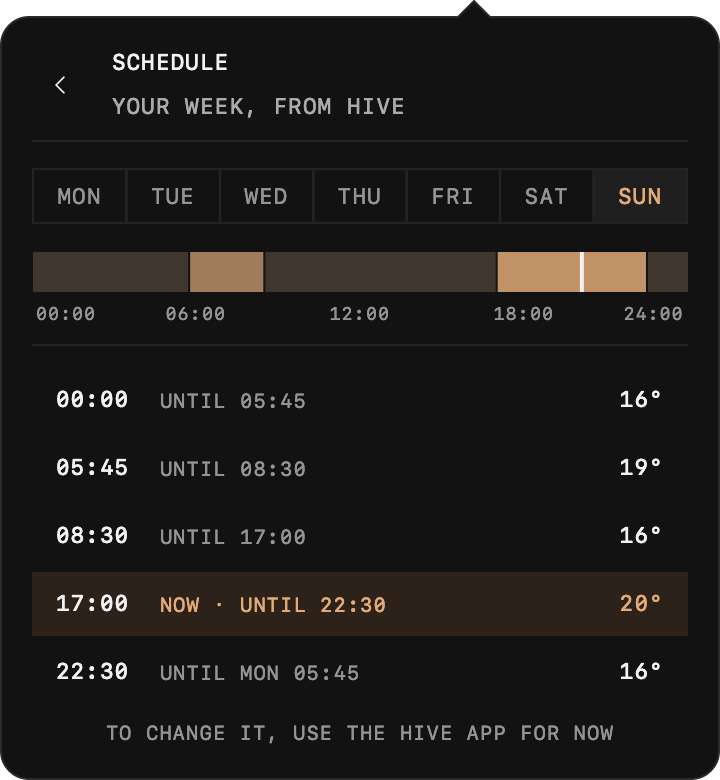 SCHEDULE
YOUR WEEK, FROM HIVE
MON TUE WED THU FRI SAT SUN
00:00 06:00 12:00 18:00 24:00
00:00 UNTIL 05:45 16°
05:45 UNTIL 08:30 19°
08:30 UNTIL 17:00 16°
17:00 NOW · UNTIL 22:30 20°
22:30 UNTIL MON 05:45 16°
TO CHANGE IT, USE THE HIVE APP FOR NOW